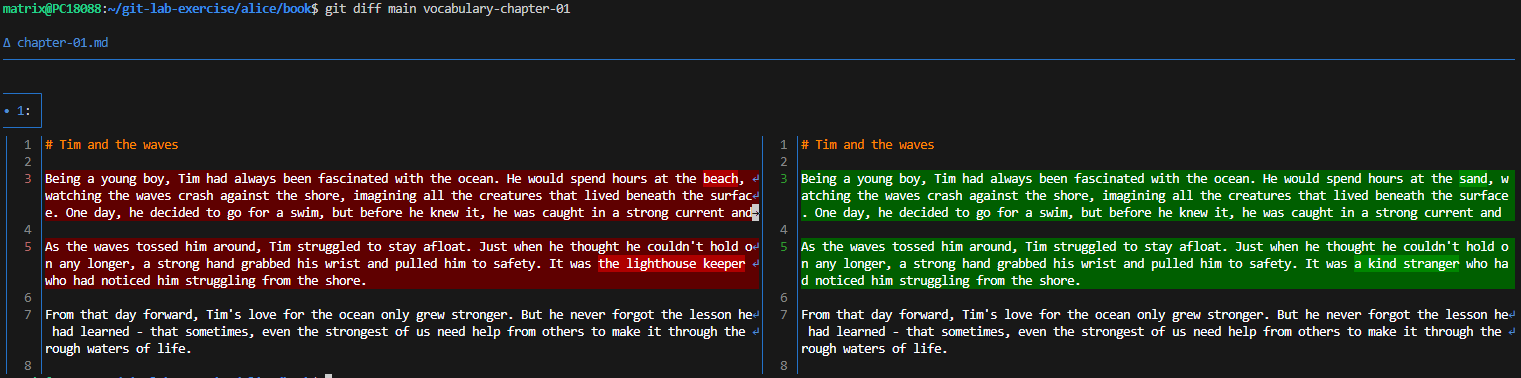 matrix@PC18088:~/git-lab-exercise/alice/book$ git diff main vocabulary-chapter-01
Δ chapter-01.md
• 1:
1 # Tim and the waves
2
3 Being a young boy, Tim had always been fascinated with the ocean. He would spend hours at the beach, ↵
watching the waves crash against the shore, imagining all the creatures that lived beneath the surfac↵
e. One day, he decided to go for a swim, but before he knew it, he was caught in a strong current and→
4
5 As the waves tossed him around, Tim struggled to stay afloat. Just when he thought he couldn't hold o↵
n any longer, a strong hand grabbed his wrist and pulled him to safety. It was the lighthouse keeper ↵
who had noticed him struggling from the shore.
6
7 From that day forward, Tim's love for the ocean only grew stronger. But he never forgot the lesson he↵
had learned - that sometimes, even the strongest of us need help from others to make it through the ↵
rough waters of life.
8
1 # Tim and the waves
2
3 Being a young boy, Tim had always been fascinated with the ocean. He would spend hours at the sand, w
atching the waves crash against the shore, imagining all the creatures that lived beneath the surface
. One day, he decided to go for a swim, but before he knew it, he was caught in a strong current and
4
5 As the waves tossed him around, Tim struggled to stay afloat. Just when he thought he couldn't hold o
n any longer, a strong hand grabbed his wrist and pulled him to safety. It was a kind stranger who ha
d noticed him struggling from the shore.
6
7 From that day forward, Tim's love for the ocean only grew stronger. But he never forgot the lesson he↵
had learned - that sometimes, even the strongest of us need help from others to make it through the ↵
rough waters of life.
8